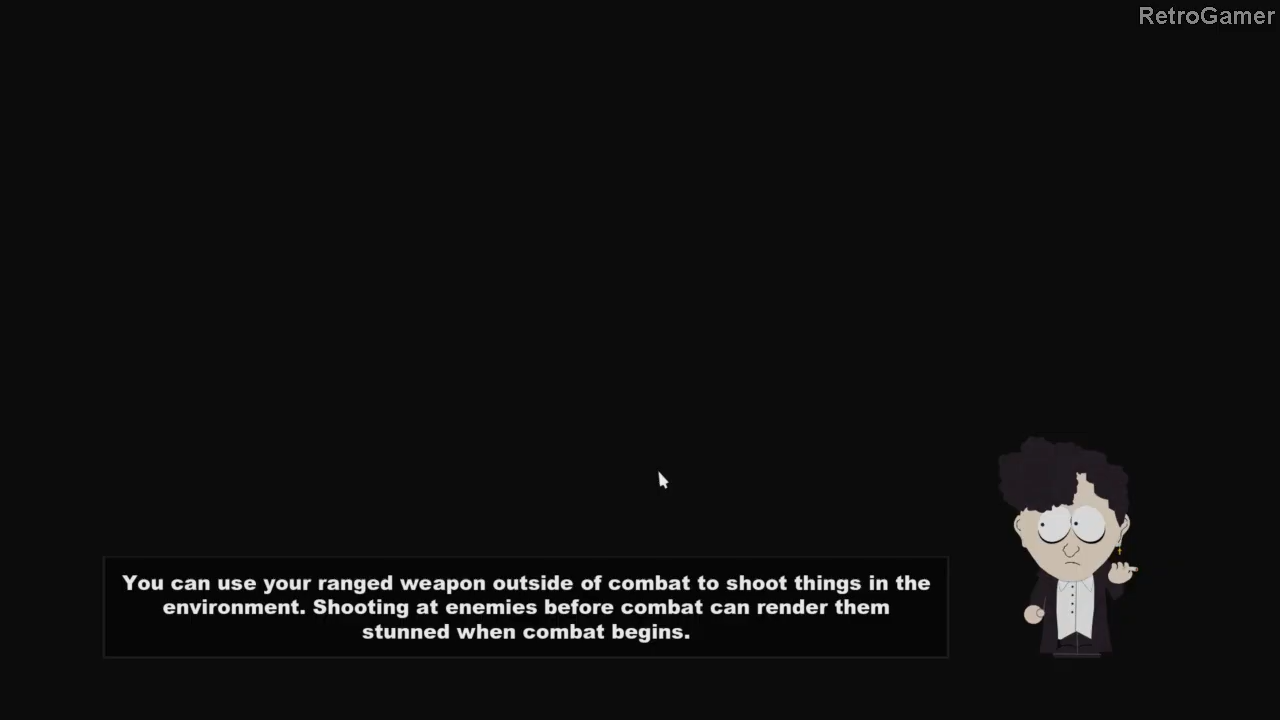 RetroGamer
You can use your ranged weapon outside of combat to shoot things in the
environment. Shooting at enemies before combat can render them
stunned when combat begins.